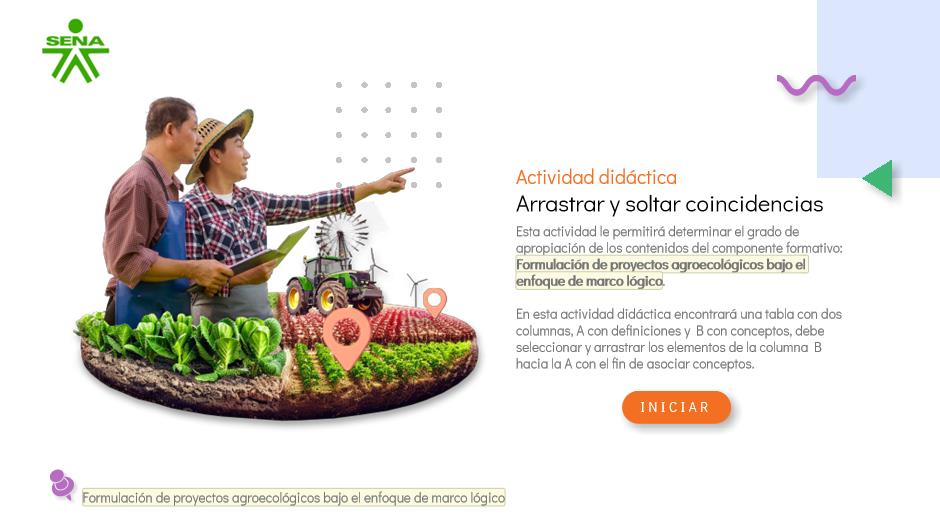 SENA
Actividad didáctica
Arrastrar y soltar coincidencias
Esta actividad le permitirá determinar el grado de
apropiación de los contenidos del componente formativo:
Formulación de proyectos agroecológicos bajo el
enfoque de marco lógico.
En esta actividad didáctica encontrará una tabla con dos
columnas, A con definiciones y B con conceptos, debe
seleccionar y arrastrar los elementos de la columna B
hacia la A con el fin de asociar conceptos.
INICIAR
Formulación de proyectos agroecológicos bajo el enfoque de marco lógico